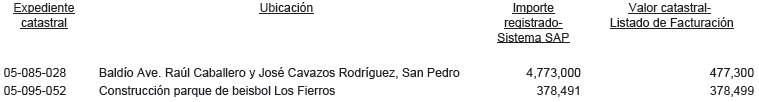 Expediente catastral Ubicación Importe registrado- Sistema SAP Valor catastral- Listado de Facturación
05-085-028 Baldío Ave. Raúl Caballero y José Cavazos Rodríguez, San Pedro 4,773,000 477,300
05-095-052 Construcción parque de beisbol Los Fierros 378,491 378,499